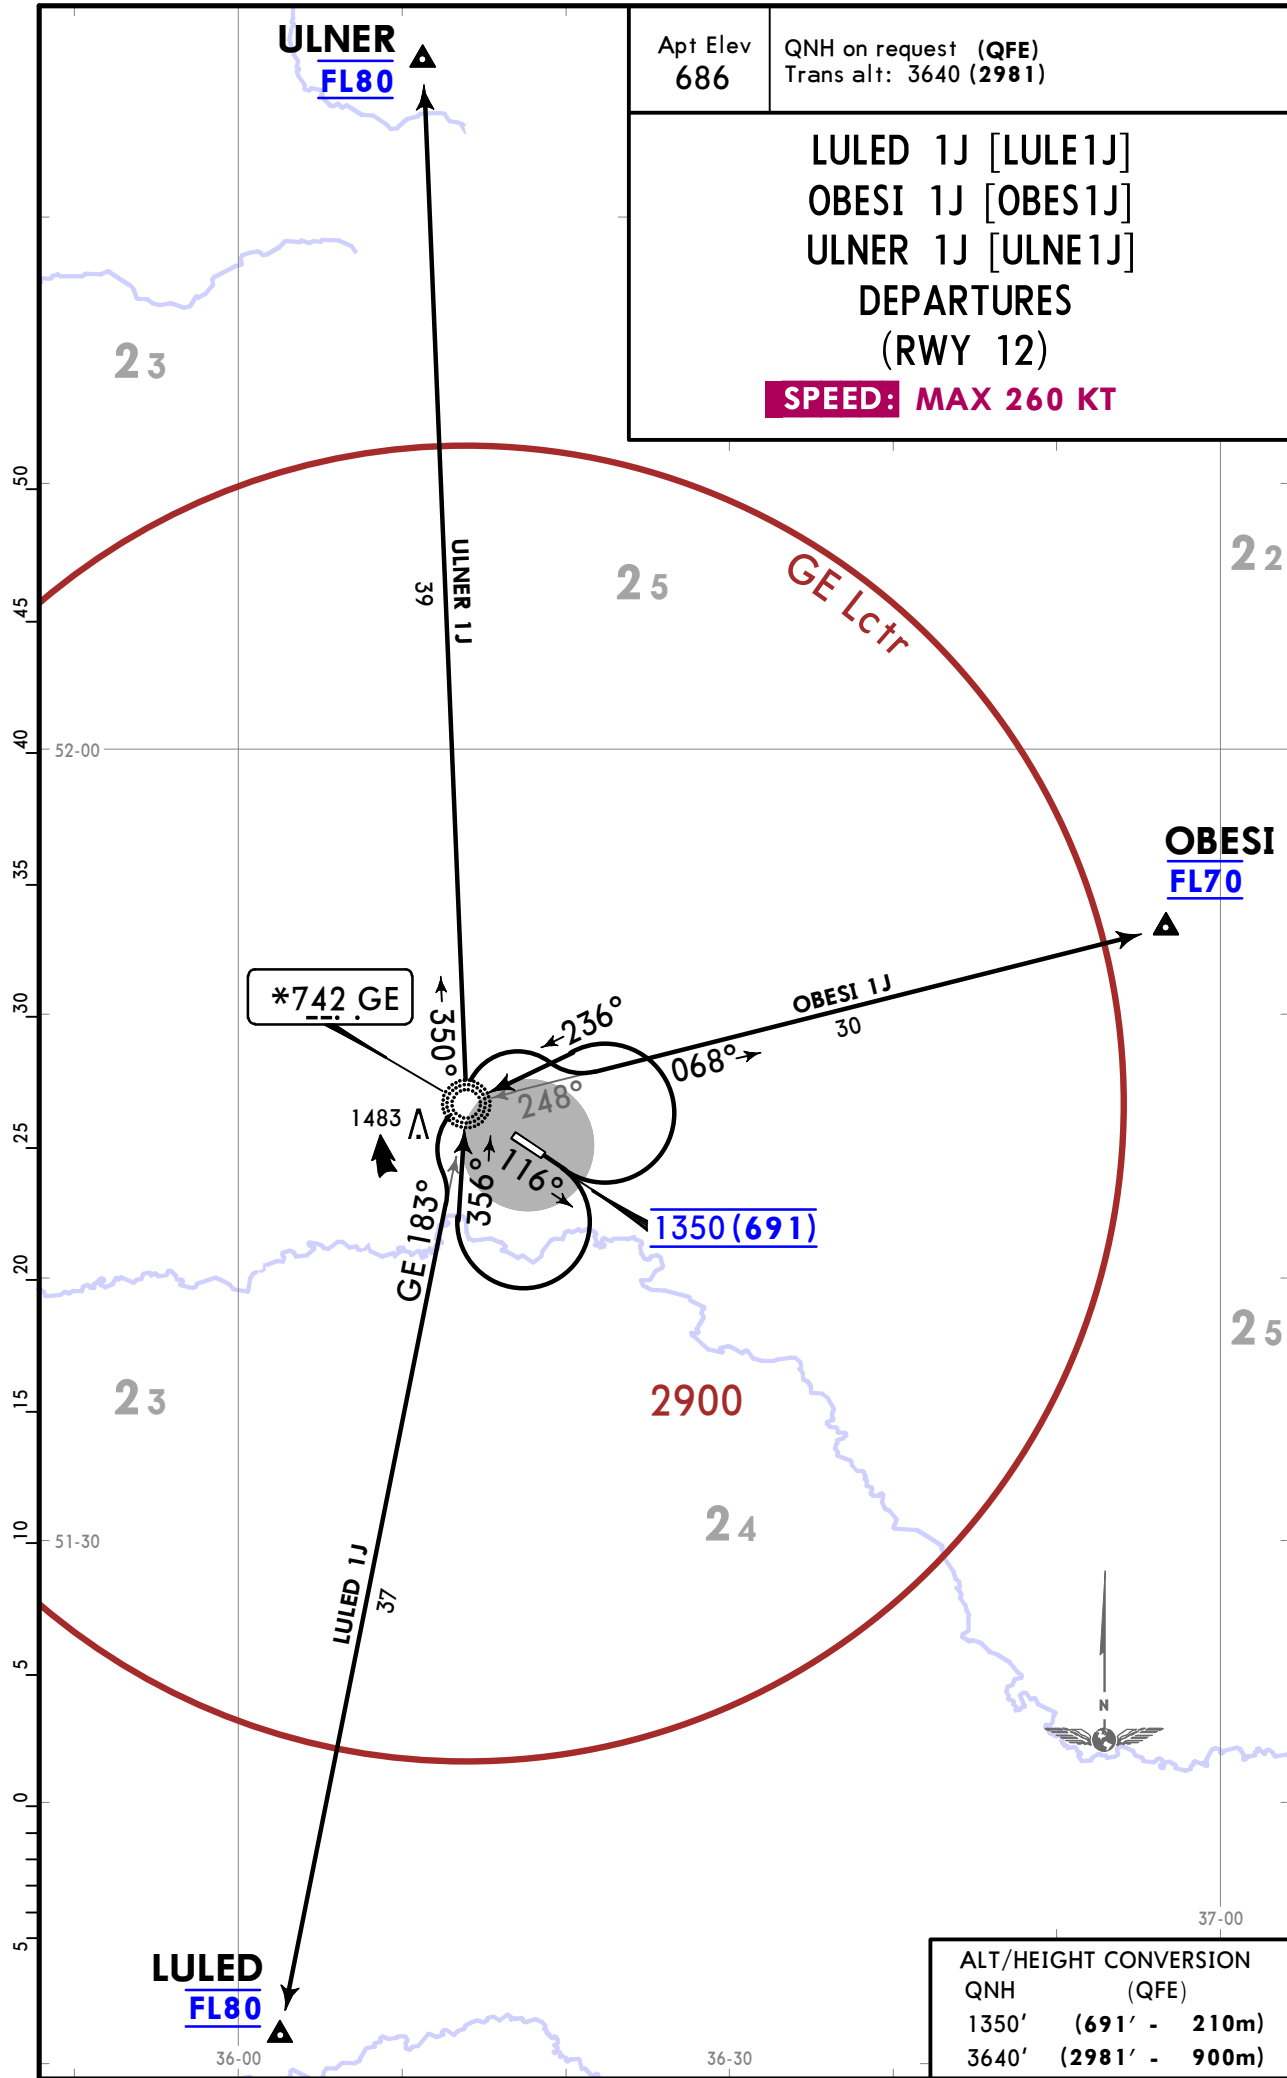 ULNER
FL80
Apt Elev
686
QNH on request (QFE)
Trans alt: 3640 (2981)
LULED 1J [LULE1J]
OBESI 1J [OBES1J]
ULNER 1J [ULNE1J]
DEPARTURES
(RWY 12)
SPEED: MAX 260 KT
23
50
22
ULNER 1J
39
25
GE Lctr
45
40
52-00
OBESI
FL70
35
*742 GE
30
350°
236°
OBESI 1J
30
068°
248°
1483
25
116°
356°
GE 183°
1350 (691)
20
25
23
15
2900
24
10
51-30
LULED 1J
37
5
N
0
37-00
5
LULED
FL80
36-00
36-30
ALT/HEIGHT CONVERSION
QNH (QFE)
1350' (691' - 210m)
3640' (2981' - 900m)